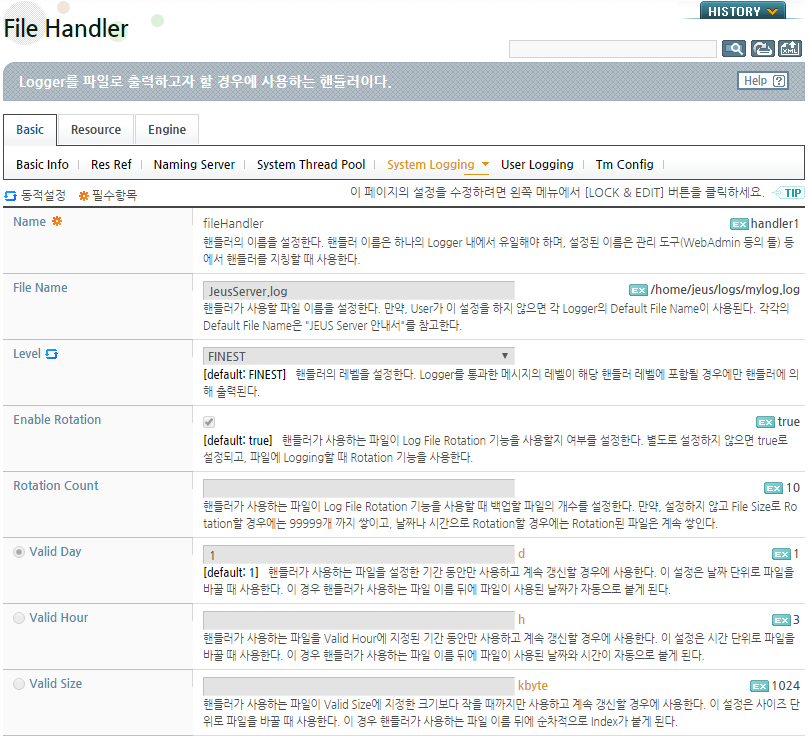 HISTORY
File Handler
Logger를 파일로 출력하고자 할 경우에 사용하는 핸들러이다.
Help ?
Basic Resource Engine
Basic Info Res Ref Naming Server System Thread Pool System Logging User Logging Tm Config
동적설정 필수항목 이 페이지의 설정을 수정하려면 왼쪽 메뉴에서 [LOCK & EDIT] 버튼을 클릭하세요. TIP
Name fileHandler EX handler1
핸들러의 이름을 설정한다. 핸들러 이름은 하나의 Logger 내에서 유일해야 하며, 설정된 이름은 관리 도구(WebAdmin 등의 툴) 등
에서 핸들러를 지칭할 때 사용한다.
File Name JeusServer.log EX /home/jeus/logs/mylog.log
핸들러가 사용할 파일 이름을 설정한다. 만약, User가 이 설정을 하지 않으면 각 Logger의 Default File Name이 사용된다. 각각의
Default File Name은 "JEUS Server 안내서"를 참고한다.
Level FINEST
[default: FINEST] 핸들러의 레벨을 설정한다. Logger를 통과한 메시지의 레벨이 해당 핸들러 레벨에 포함될 경우에만 핸들러에 의
해 출력된다.
Enable Rotation EX true
[default: true] 핸들러가 사용하는 파일이 Log File Rotation 기능을 사용할지 여부를 설정한다. 별도로 설정하지 않으면 true로
설정되고, 파일에 Logging할 때 Rotation 기능을 사용한다.
Rotation Count EX 10
핸들러가 사용하는 파일이 Log File Rotation 기능을 사용할 때 백업할 파일의 개수를 설정한다. 만약, 설정하지 않고 File Size로 Ro
tation할 경우에는 99999개 까지 쌓이고, 날짜나 시간으로 Rotation할 경우에는 Rotation된 파일은 계속 쌓인다.
Valid Day 1 d EX 1
[default: 1] 핸들러가 사용하는 파일을 설정한 기간 동안만 사용하고 계속 갱신할 경우에 사용한다. 이 설정은 날짜 단위로 파일을
바꿀 때 사용한다. 이 경우 핸들러가 사용하는 파일 이름 뒤에 파일이 사용된 날짜가 자동으로 붙게 된다.
Valid Hour h EX 3
핸들러가 사용하는 파일을 Valid Hour에 지정된 기간 동안만 사용하고 계속 갱신할 경우에 사용한다. 이 설정은 시간 단위로 파일을
바꿀 때 사용한다. 이 경우 핸들러가 사용하는 파일 이름 뒤에 파일이 사용된 날짜와 시간이 자동으로 붙게 된다.
Valid Size kbyte EX 1024
핸들러가 사용하는 파일이 Valid Size에 지정한 크기보다 작을 때까지만 사용하고 계속 갱신할 경우에 사용한다. 이 설정은 사이즈 단
위로 파일을 바꿀 때 사용한다. 이 경우 핸들러가 사용하는 파일 이름 뒤에 순차적으로 Index가 붙게 된다.